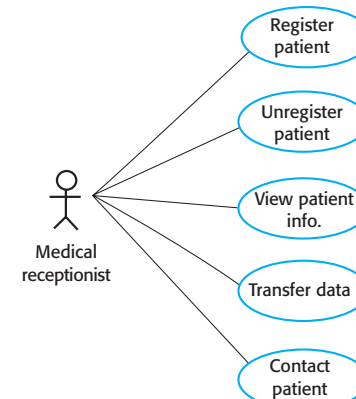 Register
patient
Unregister
patient
View patient
info.
Medical
receptionist
Transfer data
Contact
patient